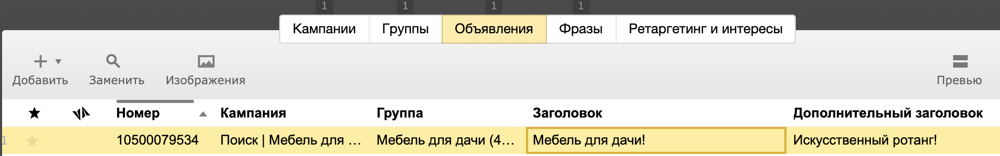 1 1 1 1
Кампании Группы Объявления Фразы Ретаргетинг и интересы
Добавить Заменить Изображения Превью
Номер Кампания Группа Заголовок Дополнительный заголовок
1 10500079534 Поиск | Мебель для ... Мебель для дачи (4... Мебель для дачи! Искусственный ротанг!